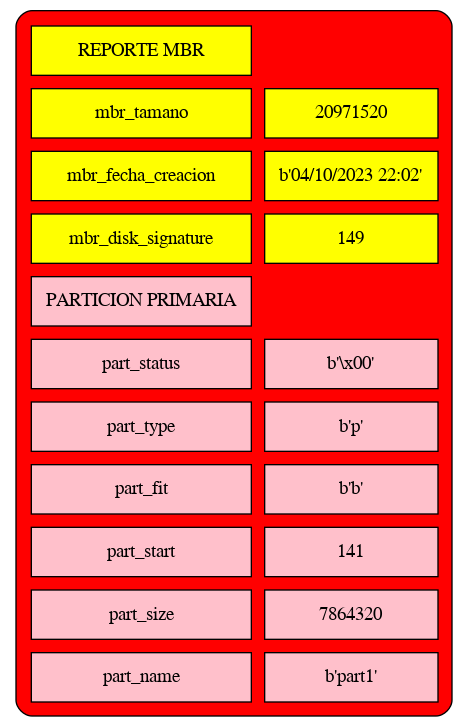 REPORTE MBR
mbr_tamano 20971520
mbr_fecha_creacion b'04/10/2023 22:02'
mbr_disk_signature 149
PARTICION PRIMARIA
part_status b'\x00'
part_type b'p'
part_fit b'b'
part_start 141
part_size 7864320
part_name b'part1'